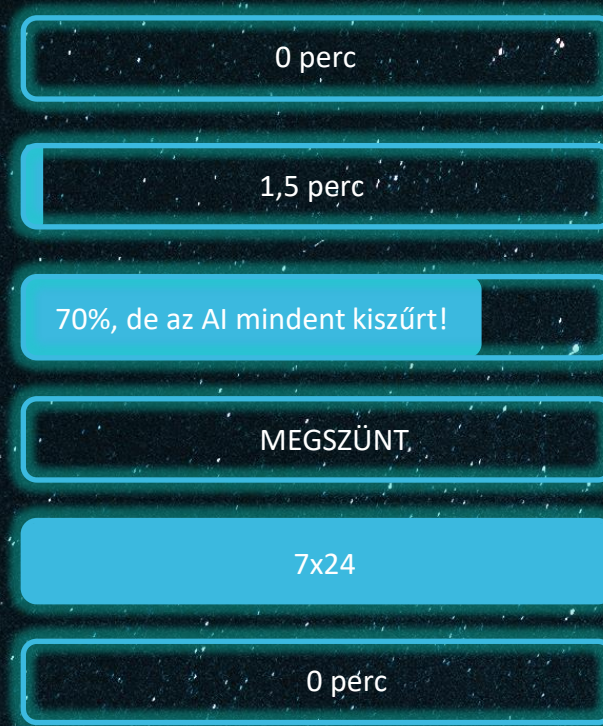 0 perc
1,5 perc
70%, de az AI mindent kiszűrt!
MEGSZÜNT
7x24
0 perc